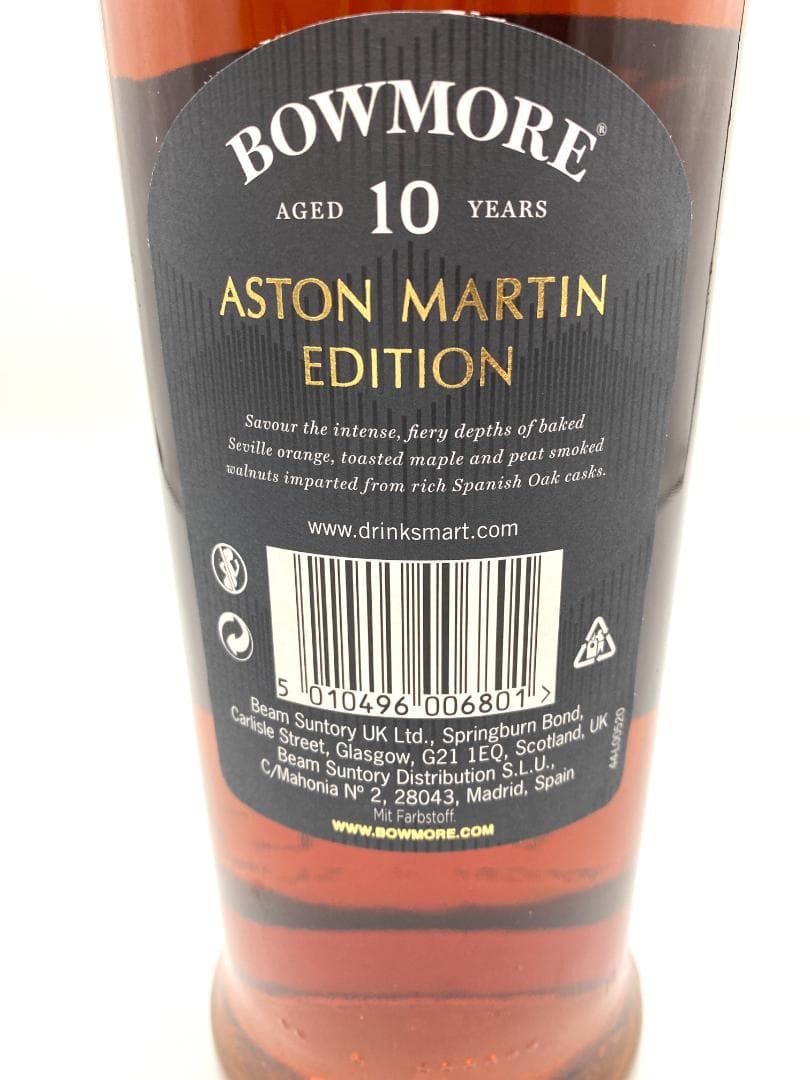 BOWMORE®
AGED 10 YEARS
ASTON MARTIN
EDITION
Savour the intense, fiery depths of baked
Seville orange, toasted maple and peat smoked
walnuts imparted from rich Spanish Oak casks.
www.drinksmart.com
5 010496 006801 >
Beam Suntory UK Ltd., Springburn Bond,
Carlisle Street, Glasgow, G21 1EQ, Scotland, UK
Beam Suntory Distribution S.L.U.,
C/Mahonia Nº 2, 28043, Madrid, Spain
Mit Farbstoff.
WWW.BOWMORE.COM